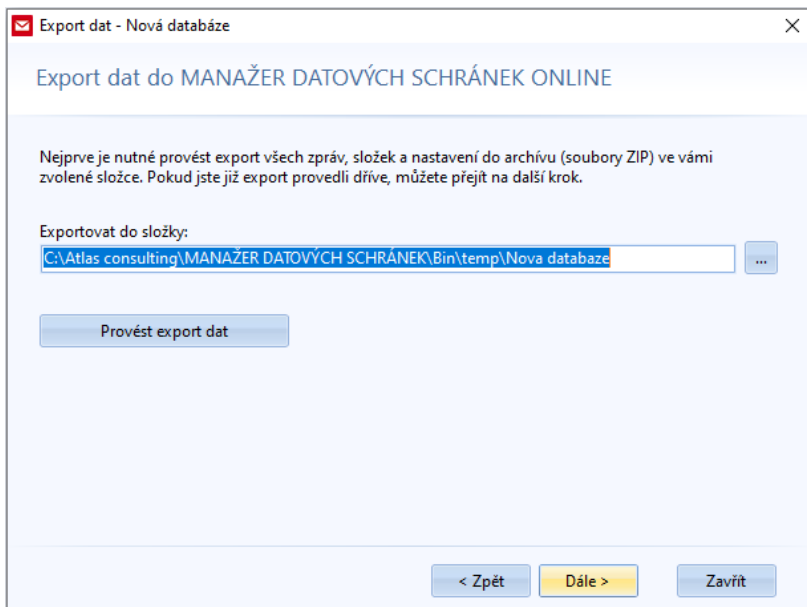 Export dat - Nová databáze
Export dat do MANAŽER DATOVÝCH SCHRÁNEK ONLINE
Nejprve je nutné provést export všech zpráv, složek a nastavení do archívu (soubory ZIP) ve vámi
zvolené složce. Pokud jste již export provedli dříve, můžete přejít na další krok.
Exportovat do složky:
C:\Atlas consulting\MANAŽER DATOVÝCH SCHRÁNEK\Bin\temp\Nova databaze
...
Provést export dat
< Zpět
Dále >
Zavřít